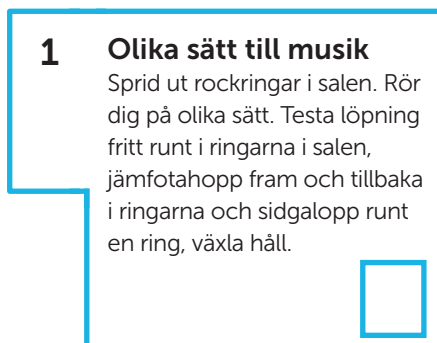 1 Olika sätt till musik
Sprid ut rockringar i salen. Rör
dig på olika sätt. Testa löpning
fritt runt i ringarna i salen,
jämfotahopp fram och tillbaka
i ringarna och sidgalopp runt
en ring, växla håll.